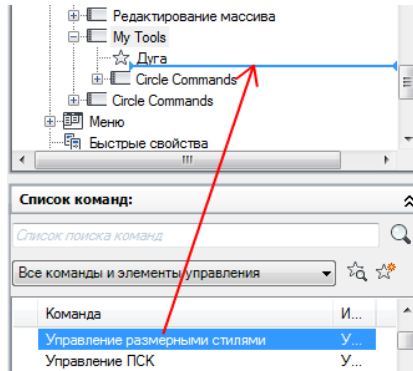 Редактирование массива
My Tools
Дуга
Circle Commands
Circle Commands
Меню
Быстрые свойства
Список команд:
Список поиска команд
Все команды и элементы управления
Команда И...
Управление размерными стилями У...
Управление ПСК У...